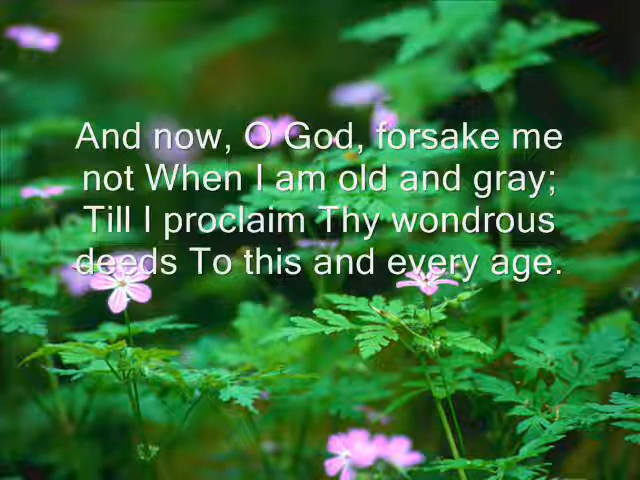 And now, O God, forsake me
not When I am old and gray;
Till I proclaim Thy wondrous
deeds To this and every age.